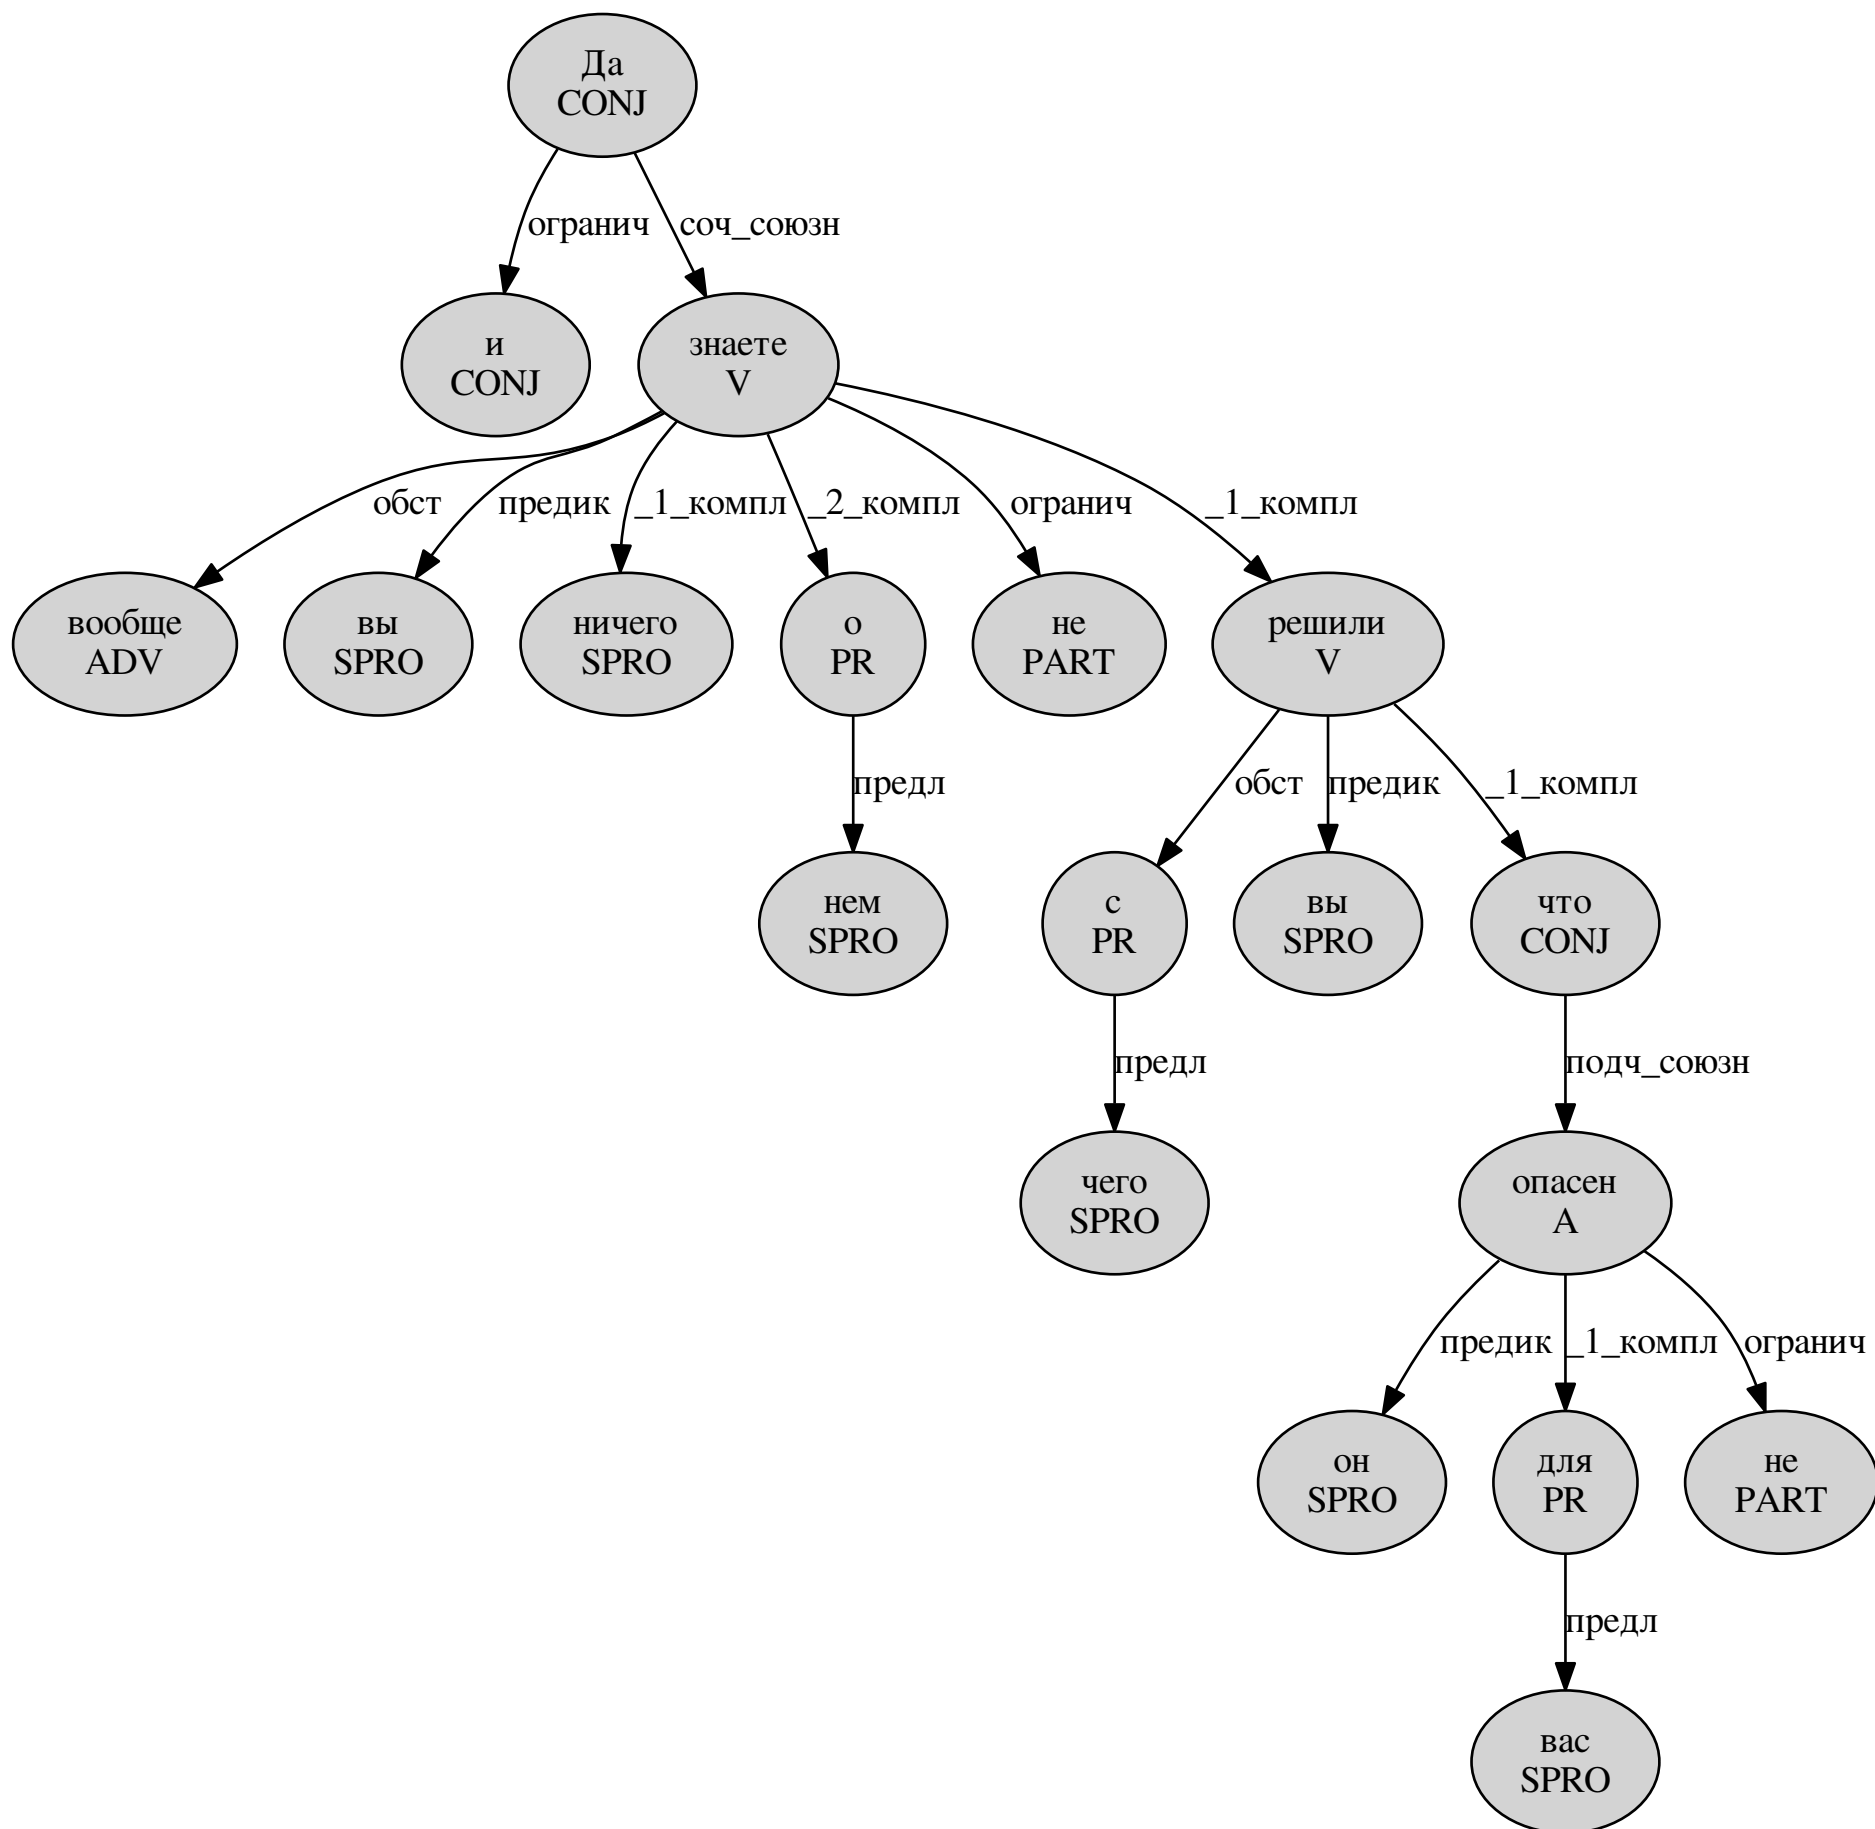 Да
CONJ
огранич
соч_союзн
и
CONJ
знаете
V
обст
предик
_1_компл
_2_компл
огранич
_1_компл
вообще
ADV
вы
SPRO
ничего
SPRO
о
PR
не
PART
решили
V
предл
обст
предик
_1_компл
нем
SPRO
с
PR
вы
SPRO
что
CONJ
предл
подч_союзн
чего
SPRO
опасен
A
предик
_1_компл
огранич
он
SPRO
для
PR
не
PART
предл
вас
SPRO